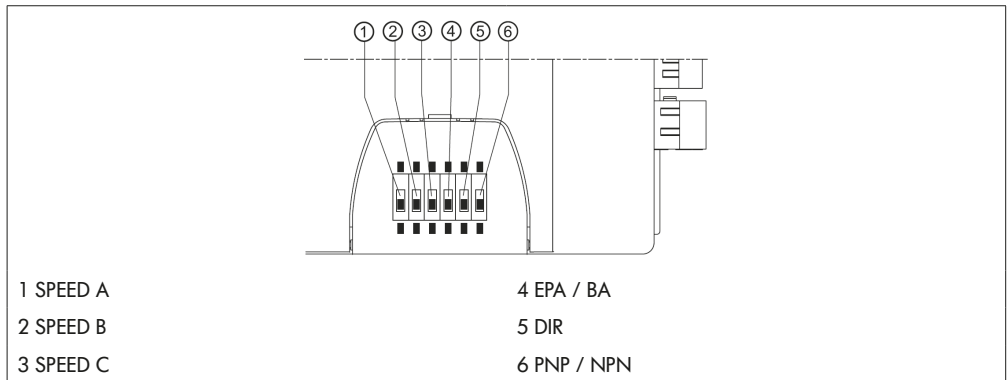 1 2 3 4 5 6
1 SPEED A
2 SPEED B
3 SPEED C
4 EPA / BA
5 DIR
6 PNP / NPN